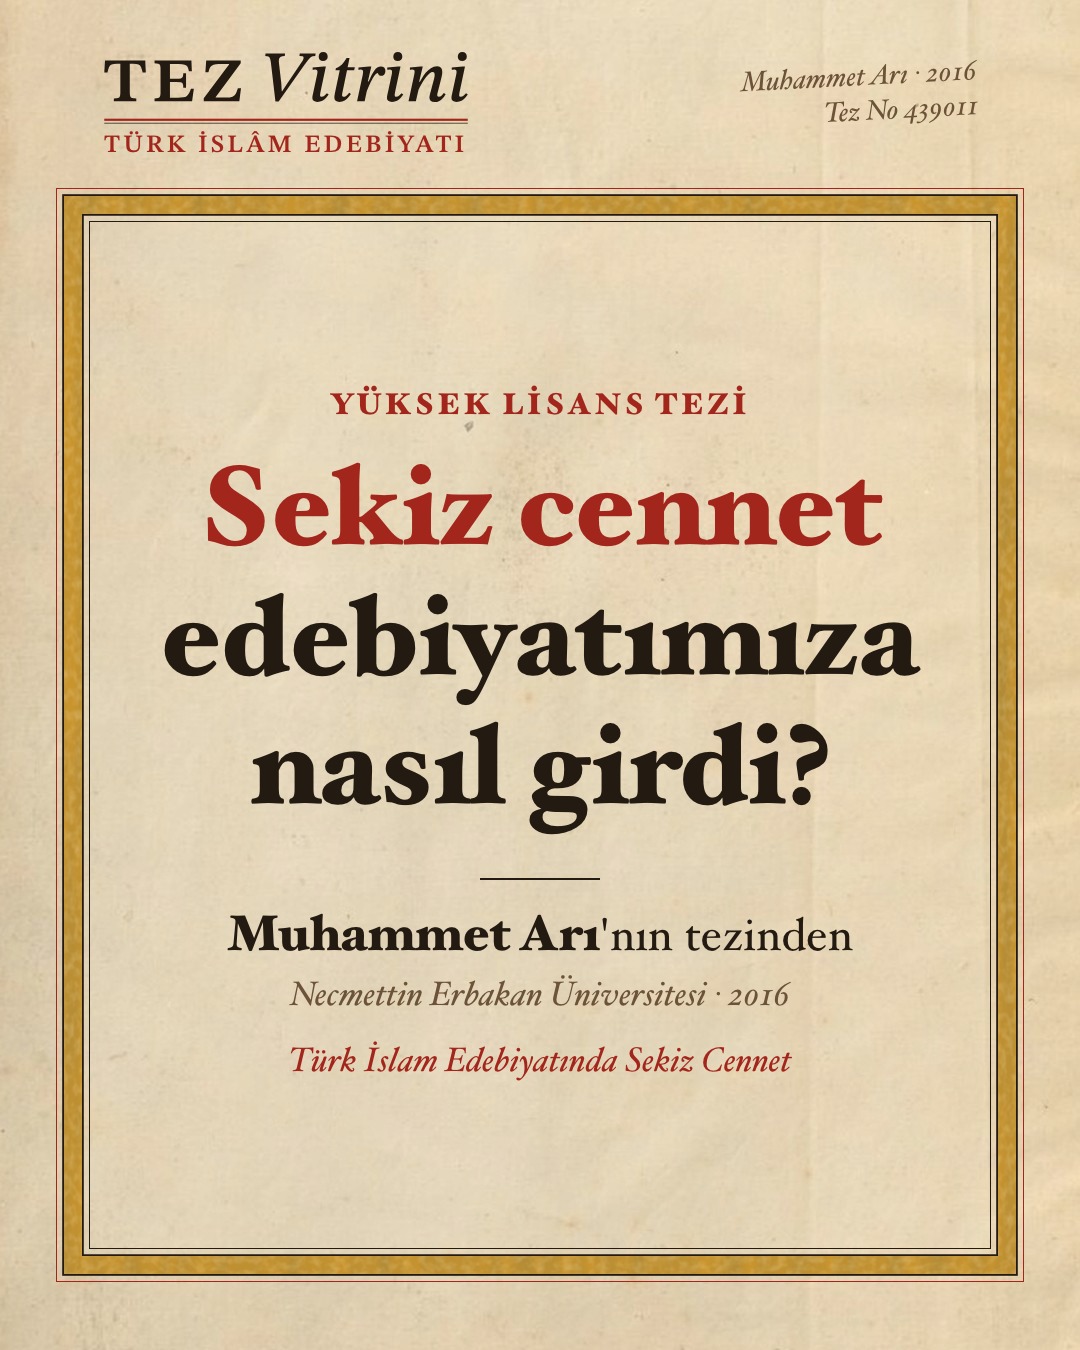 TEZ Vitrini
TÜRK İSLÂM EDEBİYATI
Muhammet Arı · 2016
Tez No 439011
YÜKSEK LİSANS TEZİ
Sekiz cennet
edebiyatımıza
nasıl girdi?
Muhammet Arı'nın tezinden
Necmettin Erbakan Üniversitesi · 2016
Türk İslam Edebiyatında Sekiz Cennet